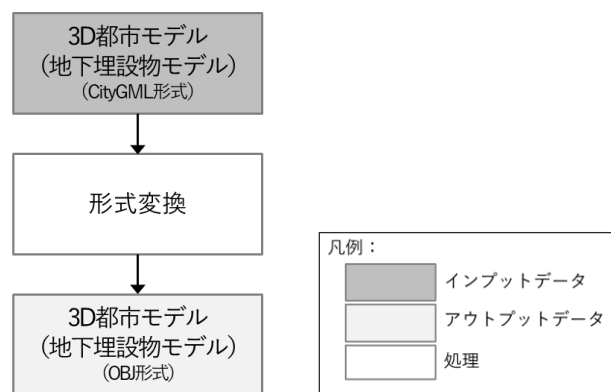 3D都市モデル
（地下埋設物モデル）
（CityGML形式）
形式変換
3D都市モデル
（地下埋設物モデル）
（OBJ形式）
凡例：
インプットデータ
アウトプットデータ
処理